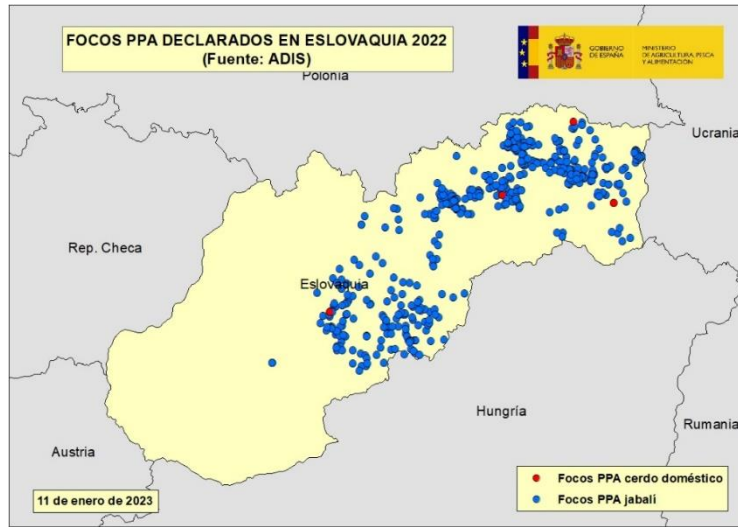 FOCOS PPA DECLARADOS EN ESLOVAQUIA 2022
(Fuente: ADIS)
GOBIERNO
DE ESPAÑA
MINISTERIO
DE AGRICULTURA, PESCA
Y ALIMENTACIÓN
Polonia
Ucrania
Rep. Checa
Eslovaquia
Hungría
Rumania
Austria
Focos PPA cerdo doméstico
Focos PPA jabalí
11 de enero de 2023